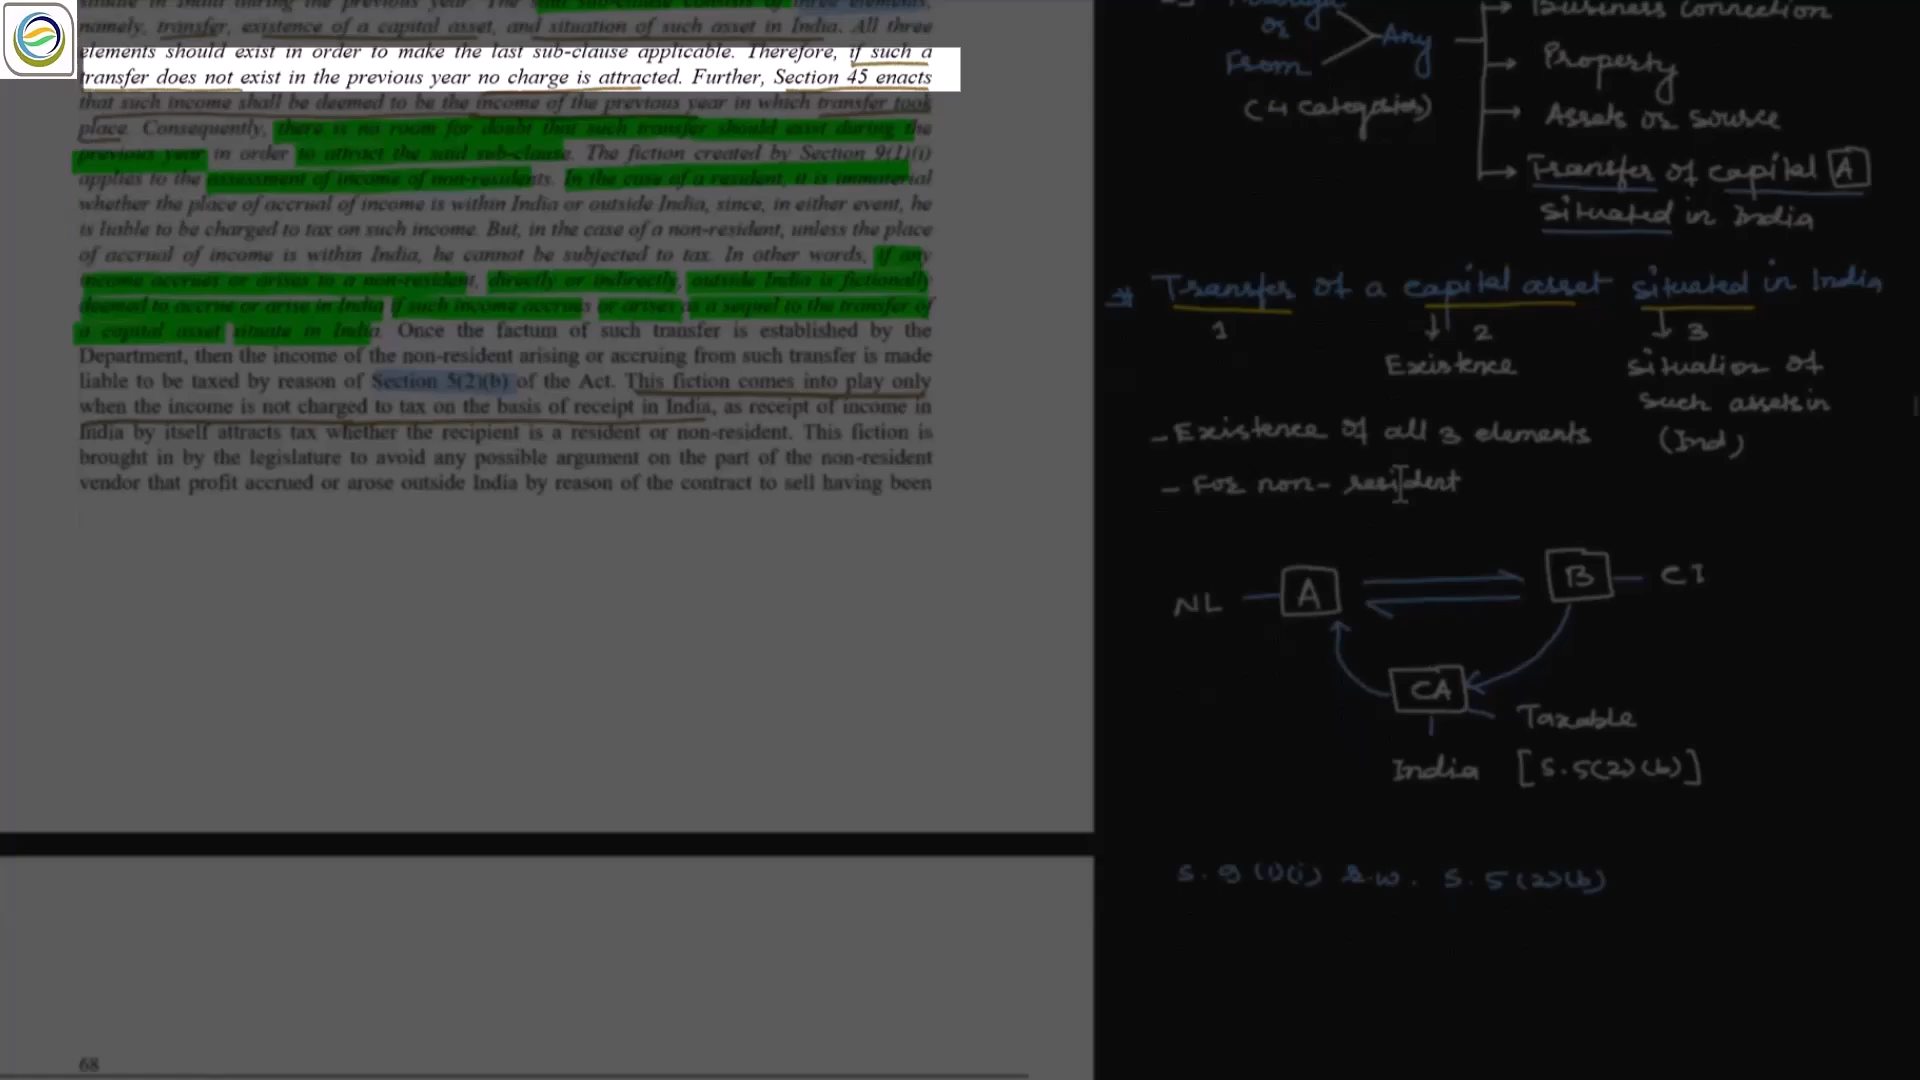 situate in India during the previous year. The said sub-clause consists of three elements,
namely, transfer, existence of a capital asset, and situation of such asset in India. All three
elements should exist in order to make the last sub-clause applicable. Therefore, if such a
transfer does not exist in the previous year no charge is attracted. Further, Section 45 enacts
that such income shall be deemed to be the income of the previous year in which transfer took
place. Consequently, there is no room for doubt that such transfer should exist during the
previous year in order to attract the said sub-clause. The fiction created by Section 9(1)(i)
applies to the assessment of income of non-residents. In the case of a resident, it is immaterial
whether the place of accrual of income is within India or outside India, since, in either event, he
is liable to be charged to tax on such income. But, in the case of a non-resident, unless the place
of accrual of income is within India, he cannot be subjected to tax. In other words, if any
income accrues or arises to a non-resident, directly or indirectly, outside India is fictionally
deemed to accrue or arise in India if such income accrues or arises as a sequel to the transfer of
a capital asset situate in India. Once the factum of such transfer is established by the
Department, then the income of the non-resident arising or accruing from such transfer is made
liable to be taxed by reason of Section 5(2)(b) of the Act. This fiction comes into play only
when the income is not charged to tax on the basis of receipt in India, as receipt of income in
India by itself attracts tax whether the recipient is a resident or non-resident. This fiction is
brought in by the legislature to avoid any possible argument on the part of the non-resident
vendor that profit accrued or arose outside India by reason of the contract to sell having been
68
Through
or
From
(4 categories)
Any
Business connection
Property
Assets or source
Transfer of capital A
situated in India
Transfer of a capital asset situated in India
1 2 3
Existence
situation of
such assets in
(Ind)
- Existence of all 3 elements
- For non-resident
NL A B CI
CA
Taxable
India [S.5(2)(b)]
S.9(1)(i) r.w. S.5(2)(b)